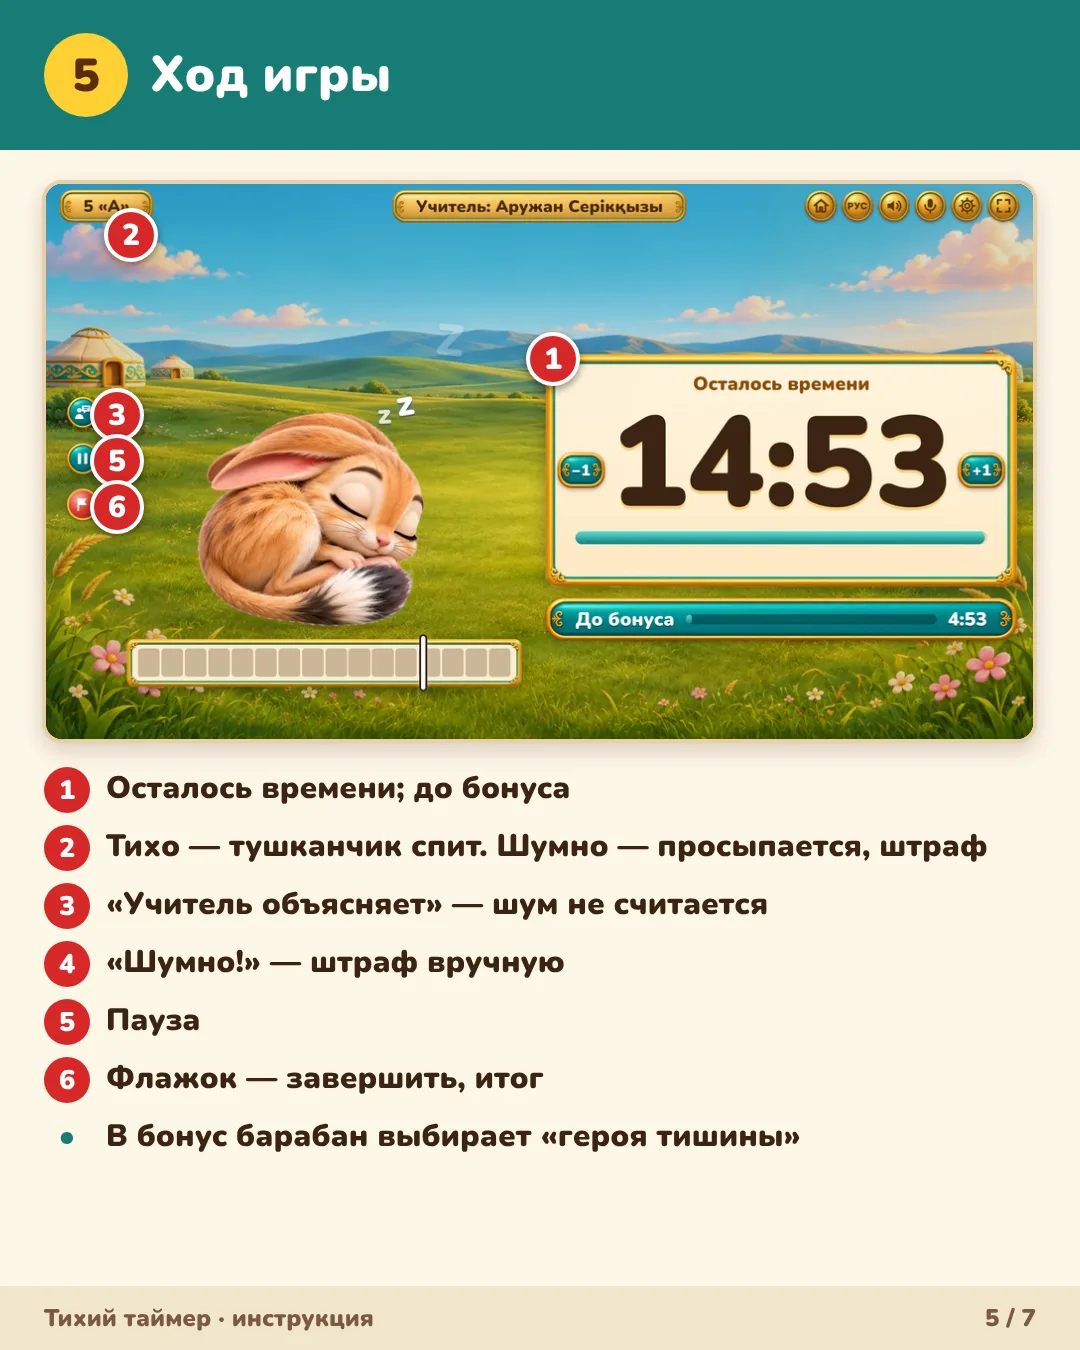 5
Ход игры
5 «А»
Учитель: Аружан Серікқызы
РУС
2
1
Осталось времени
14:53
−1
+1
3
5
6
z z
Z
До бонуса
4:53
1 Осталось времени; до бонуса
2 Тихо — тушканчик спит. Шумно — просыпается, штраф
3 «Учитель объясняет» — шум не считается
4 «Шумно!» — штраф вручную
5 Пауза
6 Флажок — завершить, итог
• В бонус барабан выбирает «героя тишины»
Тихий таймер · инструкция
5 / 7